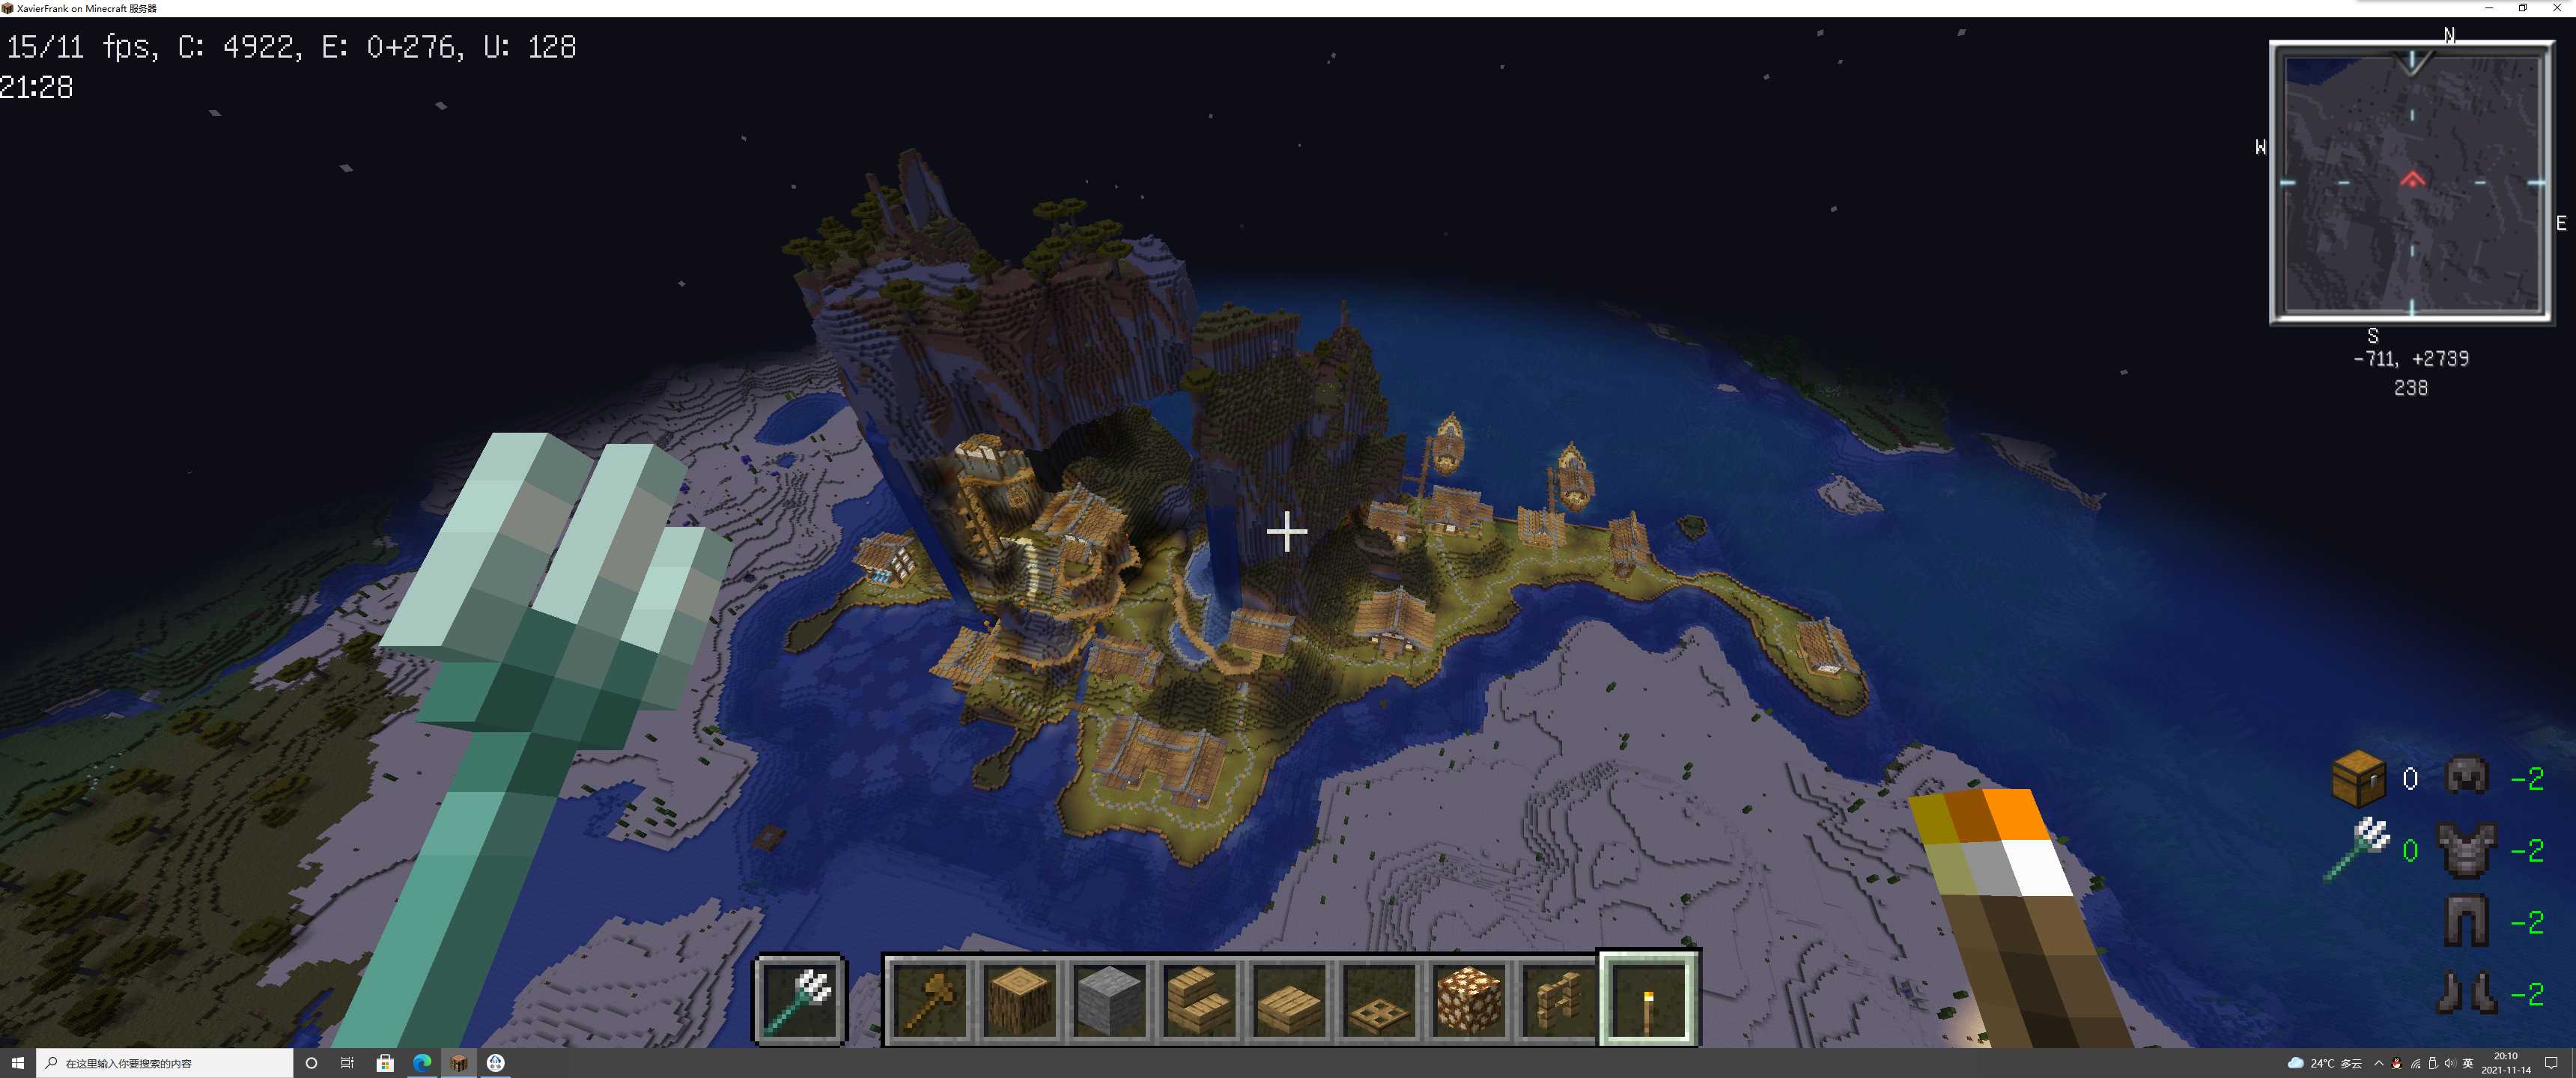 XavierFrank on Minecraft 服务器
15/11 fps, C: 4922, E: 0+276, U: 128
21:28
N
W
E
S
-711, +2739
238
0 -2
0 -2
-2
-2
在这里输入你要搜索的内容
24°C 多云
英
20:10
2021-11-14